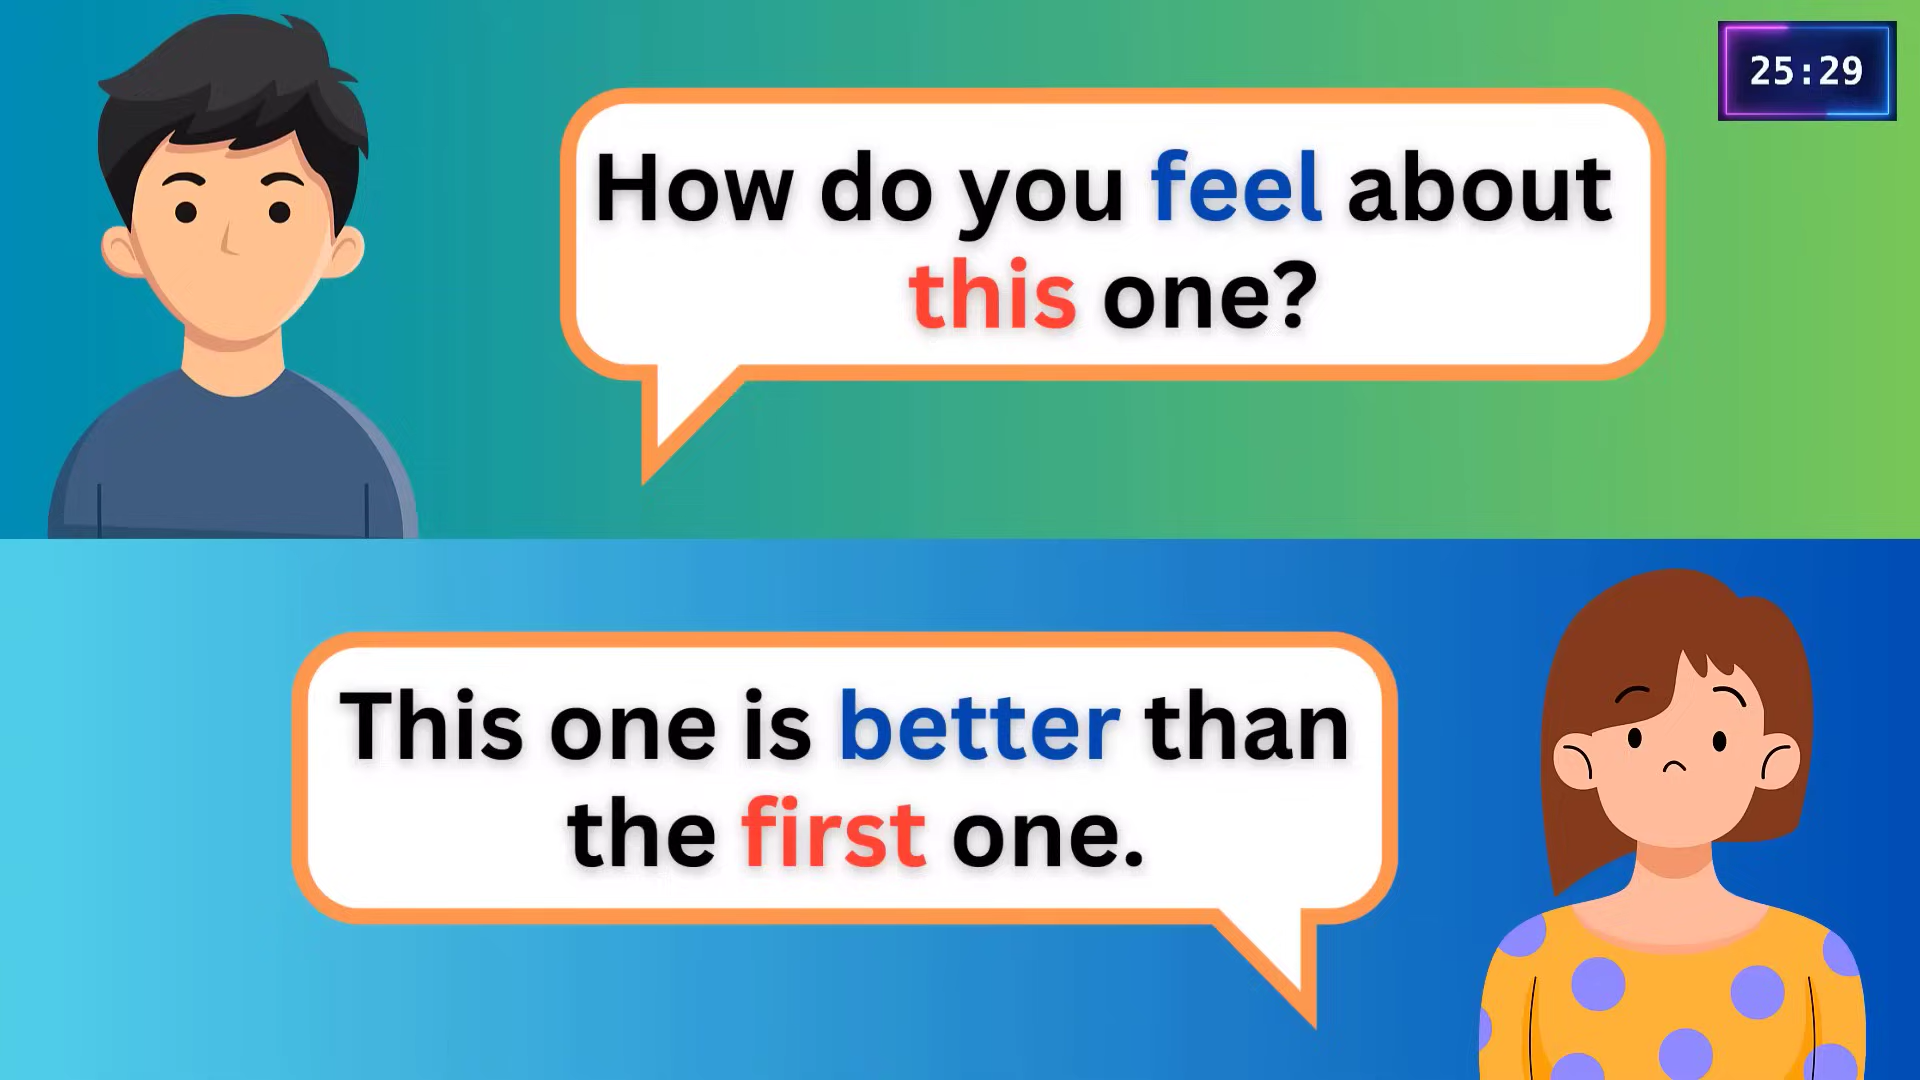 25:29
How do you feel about
this one?
This one is better than
the first one.